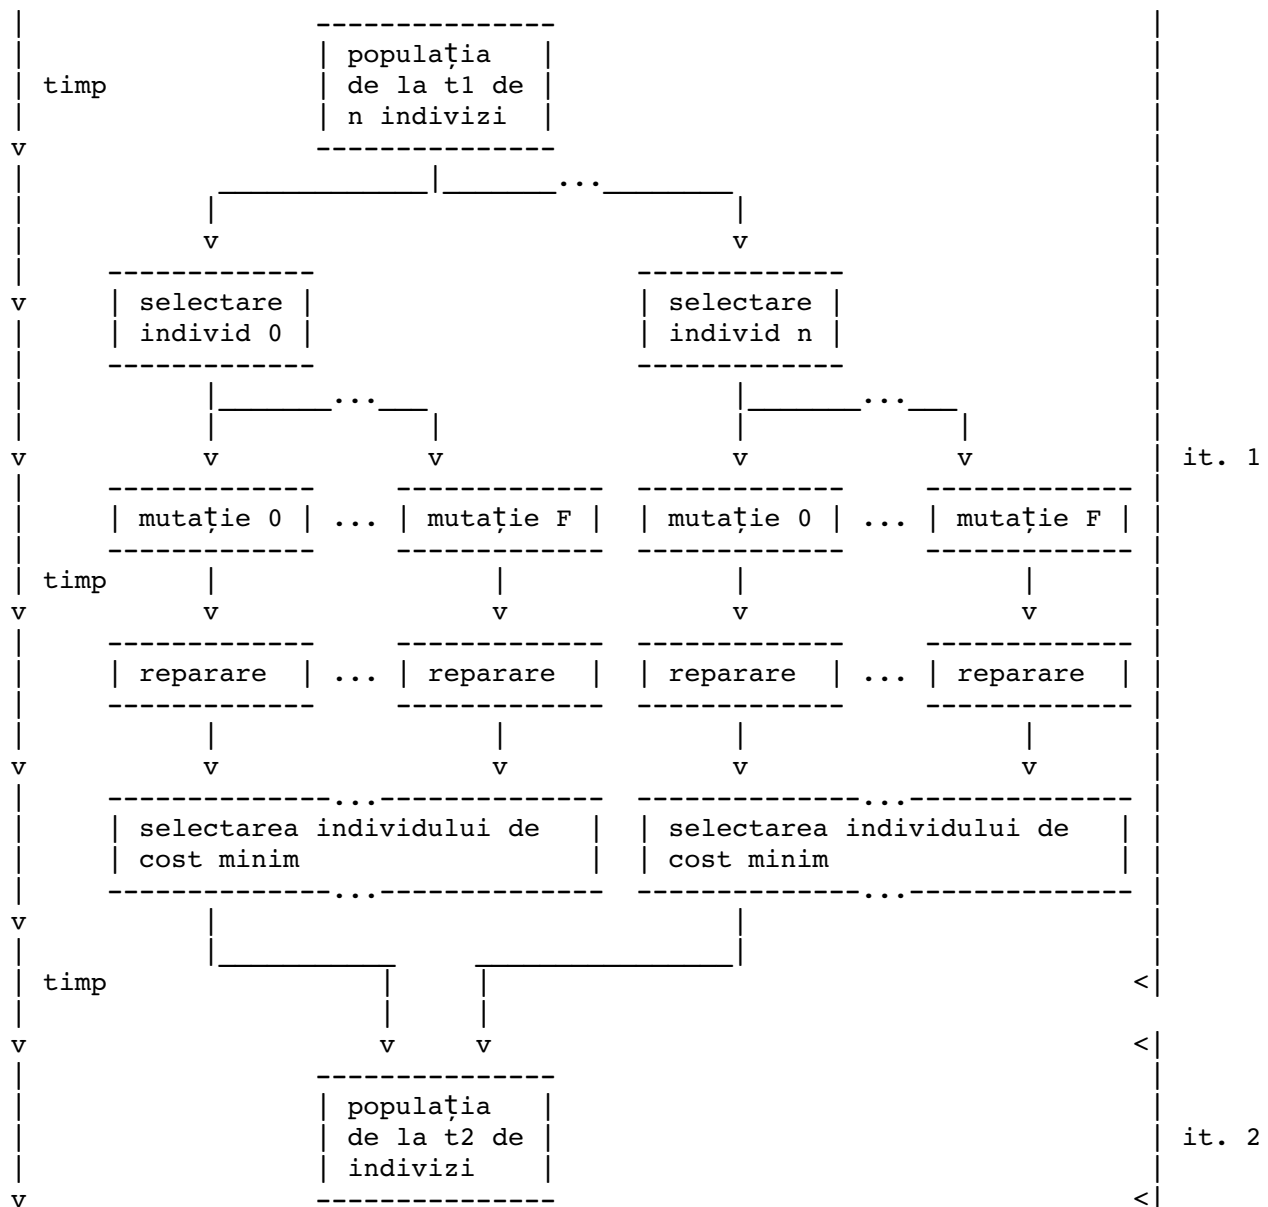 populația
timp de la t1 de
n indivizi
...
selectare selectare
individ 0 individ n
... ...
it. 1
mutație 0 ... mutație F mutație 0 ... mutație F
timp
reparare ... reparare reparare ... reparare
... ...
selectarea individului de selectarea individului de
cost minim cost minim
... ...
timp
populația
de la t2 de it. 2
indivizi